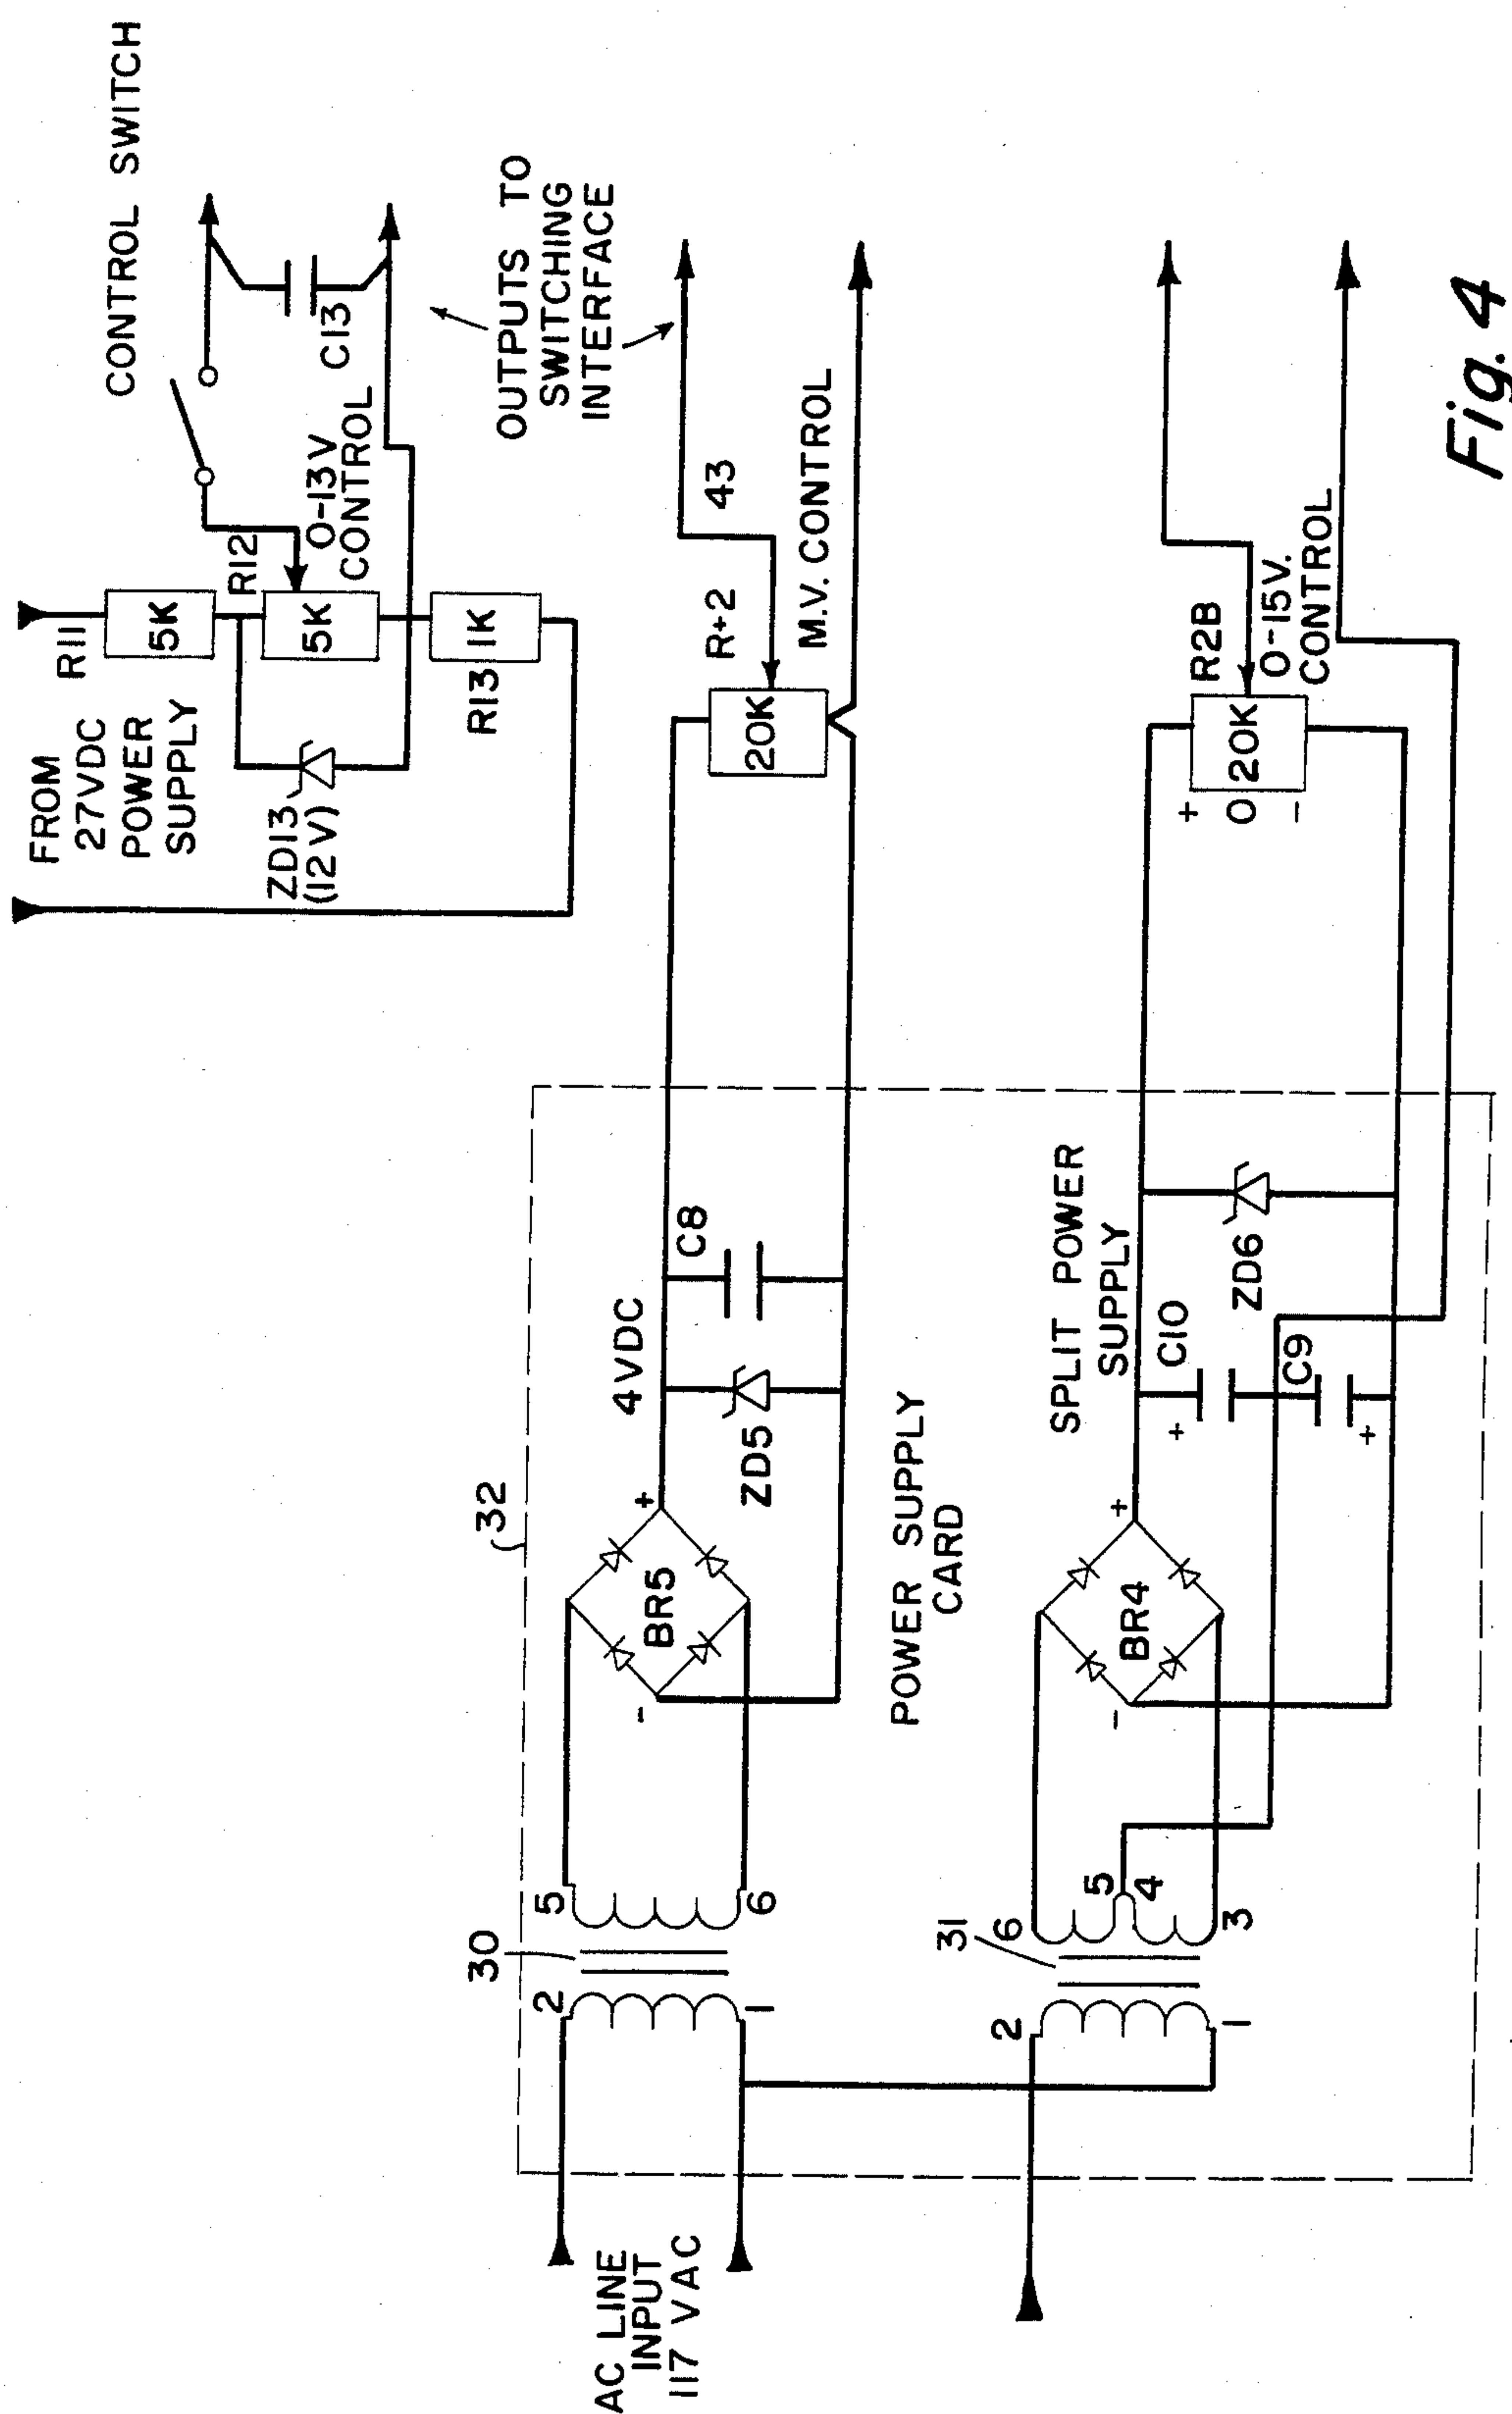 FROM
27VDC
POWER
SUPPLY
R11
5K
R12
5K
0-13V
CONTROL
CONTROL SWITCH
C13
ZD13
(12V)
R13
1K
OUTPUTS TO
SWITCHING
INTERFACE
32
4VDC
C8
ZD5
BR5
+
-
R+2
43
20K
M.V. CONTROL
30
2
1
5
6
AC LINE
INPUT
117 VAC
POWER SUPPLY
CARD
SPLIT POWER
SUPPLY
31
2
1
6
5
4
3
BR4
+
-
C10
+
C9
+
ZD6
+
0
-
20K
R2B
0-15V.
CONTROL
Fig. 4